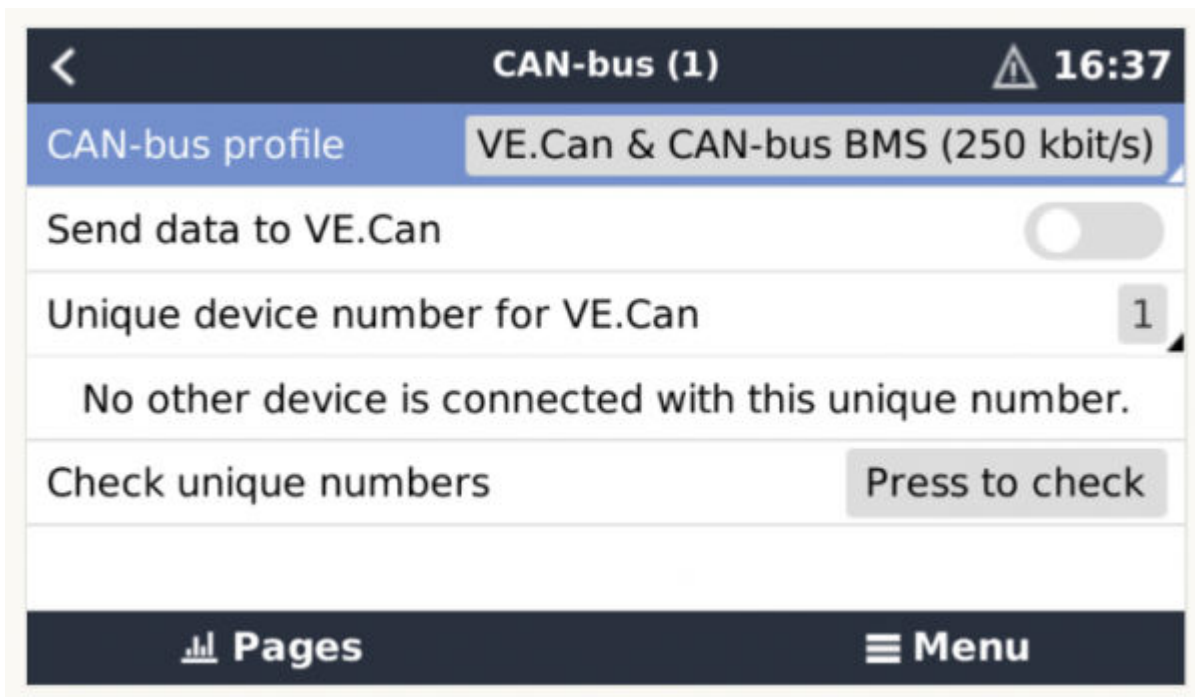 CAN-bus (1) 16:37
CAN-bus profile VE.Can & CAN-bus BMS (250 kbit/s)
Send data to VE.Can
Unique device number for VE.Can 1
No other device is connected with this unique number.
Check unique numbers Press to check
Pages Menu